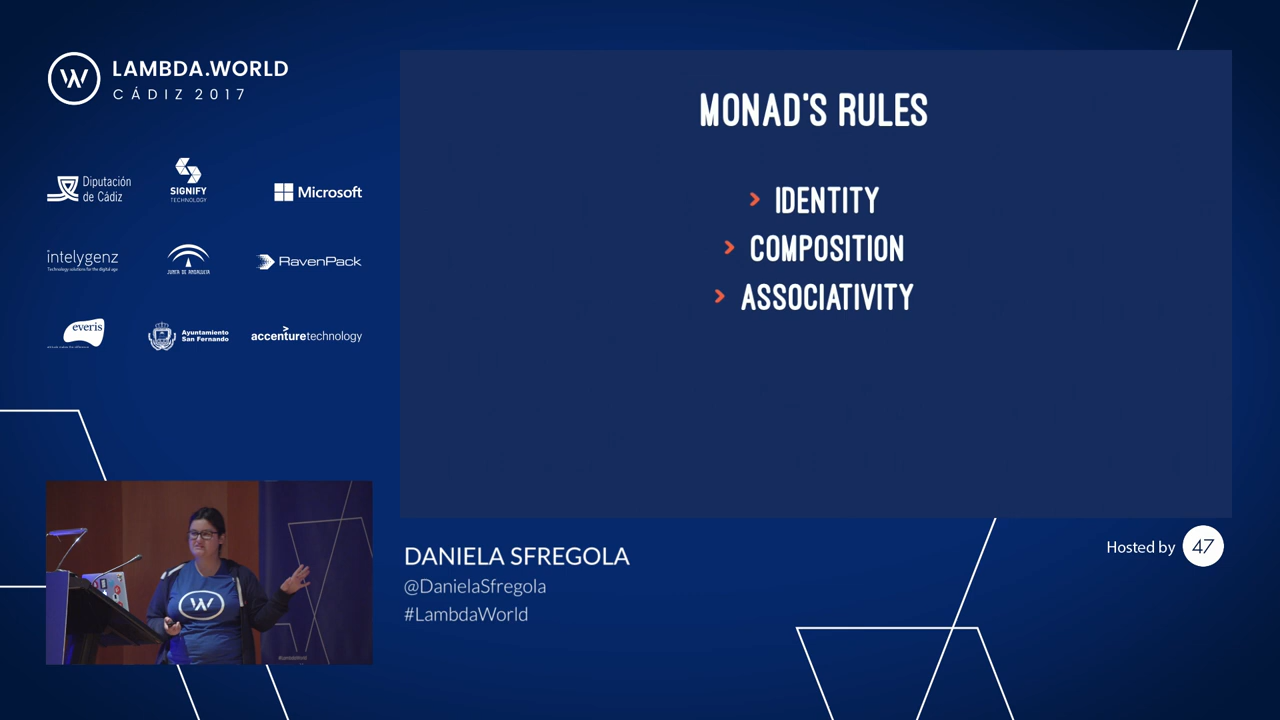 LAMBDA.WORLD
CÁDIZ 2017
Diputación
de Cádiz
SIGNIFY
TECHNOLOGY
Microsoft
intelygenz
Technology solutions for the digital age
JUNTA DE ANDALUCIA
RavenPack
everis
Ayuntamiento
San Fernando
accenturetechnology
MONAD'S RULES
> IDENTITY
> COMPOSITION
> ASSOCIATIVITY
DANIELA SFREGOLA
@DanielaSfregola
#LambdaWorld
Hosted by 47
#LambdaWorld